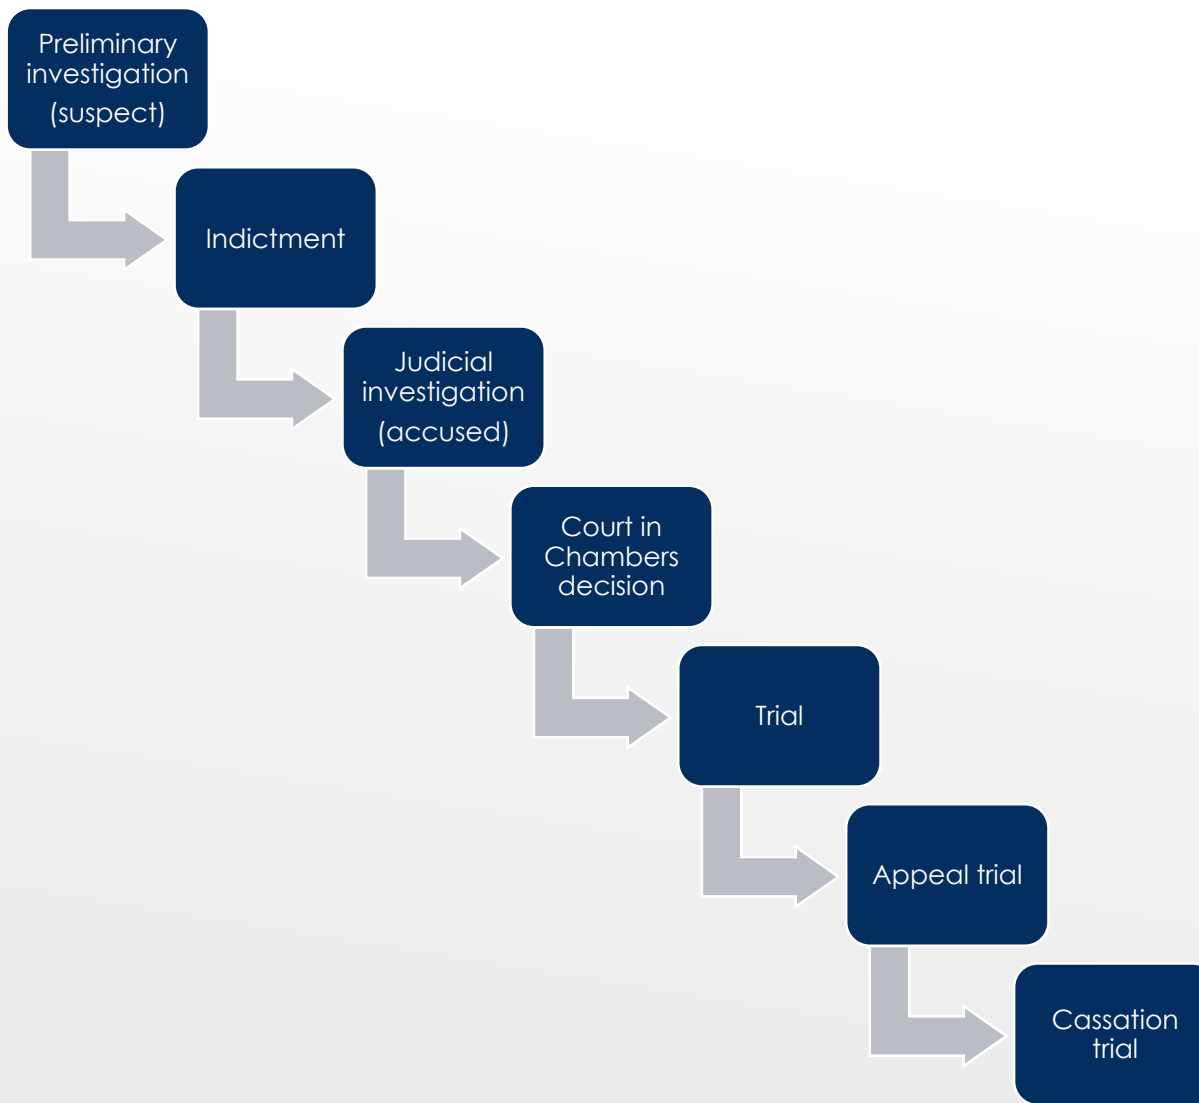 Preliminary
investigation
(suspect)
Indictment
Judicial
investigation
(accused)
Court in
Chambers
decision
Trial
Appeal trial
Cassation
trial